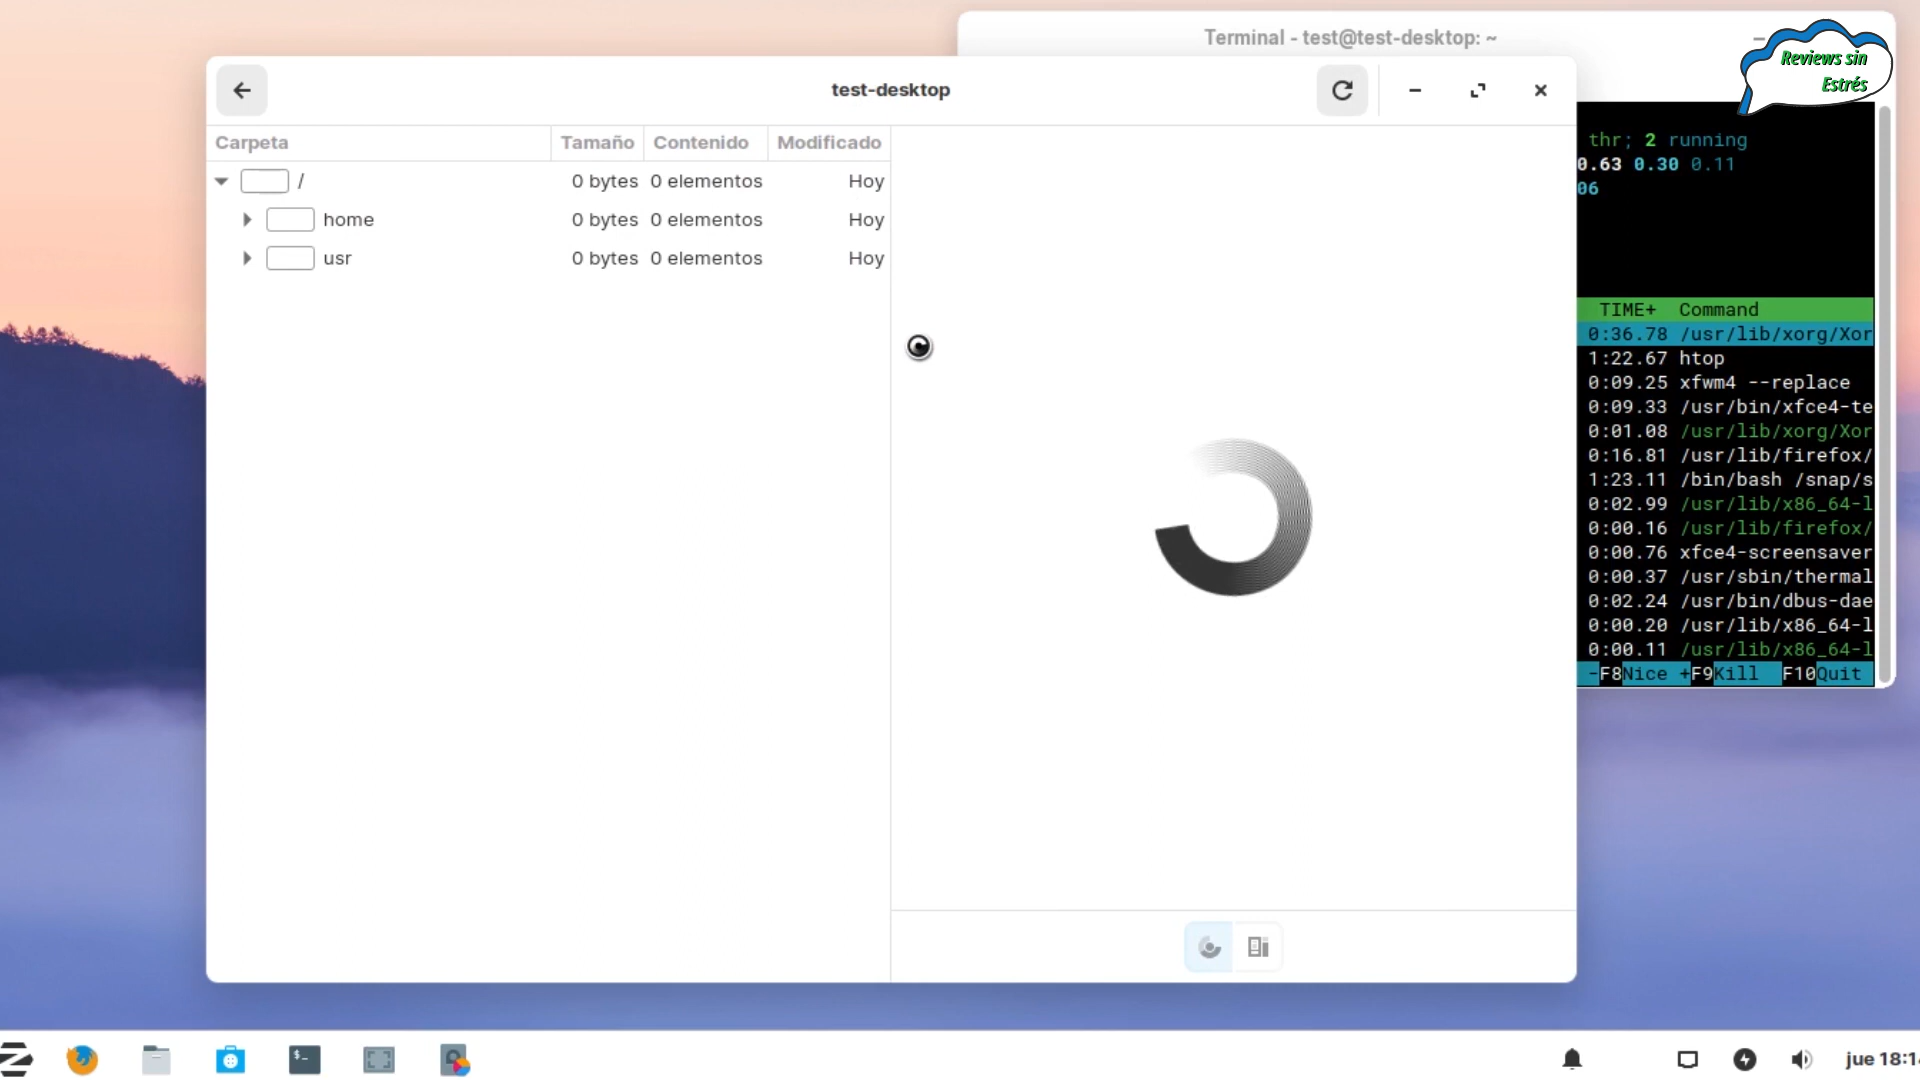 Terminal - test@test-desktop: ~
Reviews sin
Estrés
test-desktop
Carpeta Tamaño Contenido Modificado
/ 0 bytes 0 elementos Hoy
home 0 bytes 0 elementos Hoy
usr 0 bytes 0 elementos Hoy
thr; 2 running
0.63 0.30 0.11
06
TIME+ Command
0:36.78 /usr/lib/xorg/Xor
1:22.67 htop
0:09.25 xfwm4 --replace
0:09.33 /usr/bin/xfce4-te
0:01.08 /usr/lib/xorg/Xor
0:16.81 /usr/lib/firefox/
1:23.11 /bin/bash /snap/s
0:02.99 /usr/lib/x86_64-l
0:00.16 /usr/lib/firefox/
0:00.76 xfce4-screensaver
0:00.37 /usr/sbin/thermal
0:02.24 /usr/bin/dbus-dae
0:00.20 /usr/lib/x86_64-l
0:00.11 /usr/lib/x86_64-l
-F8Nice +F9Kill F10Quit
$_
jue 18:1